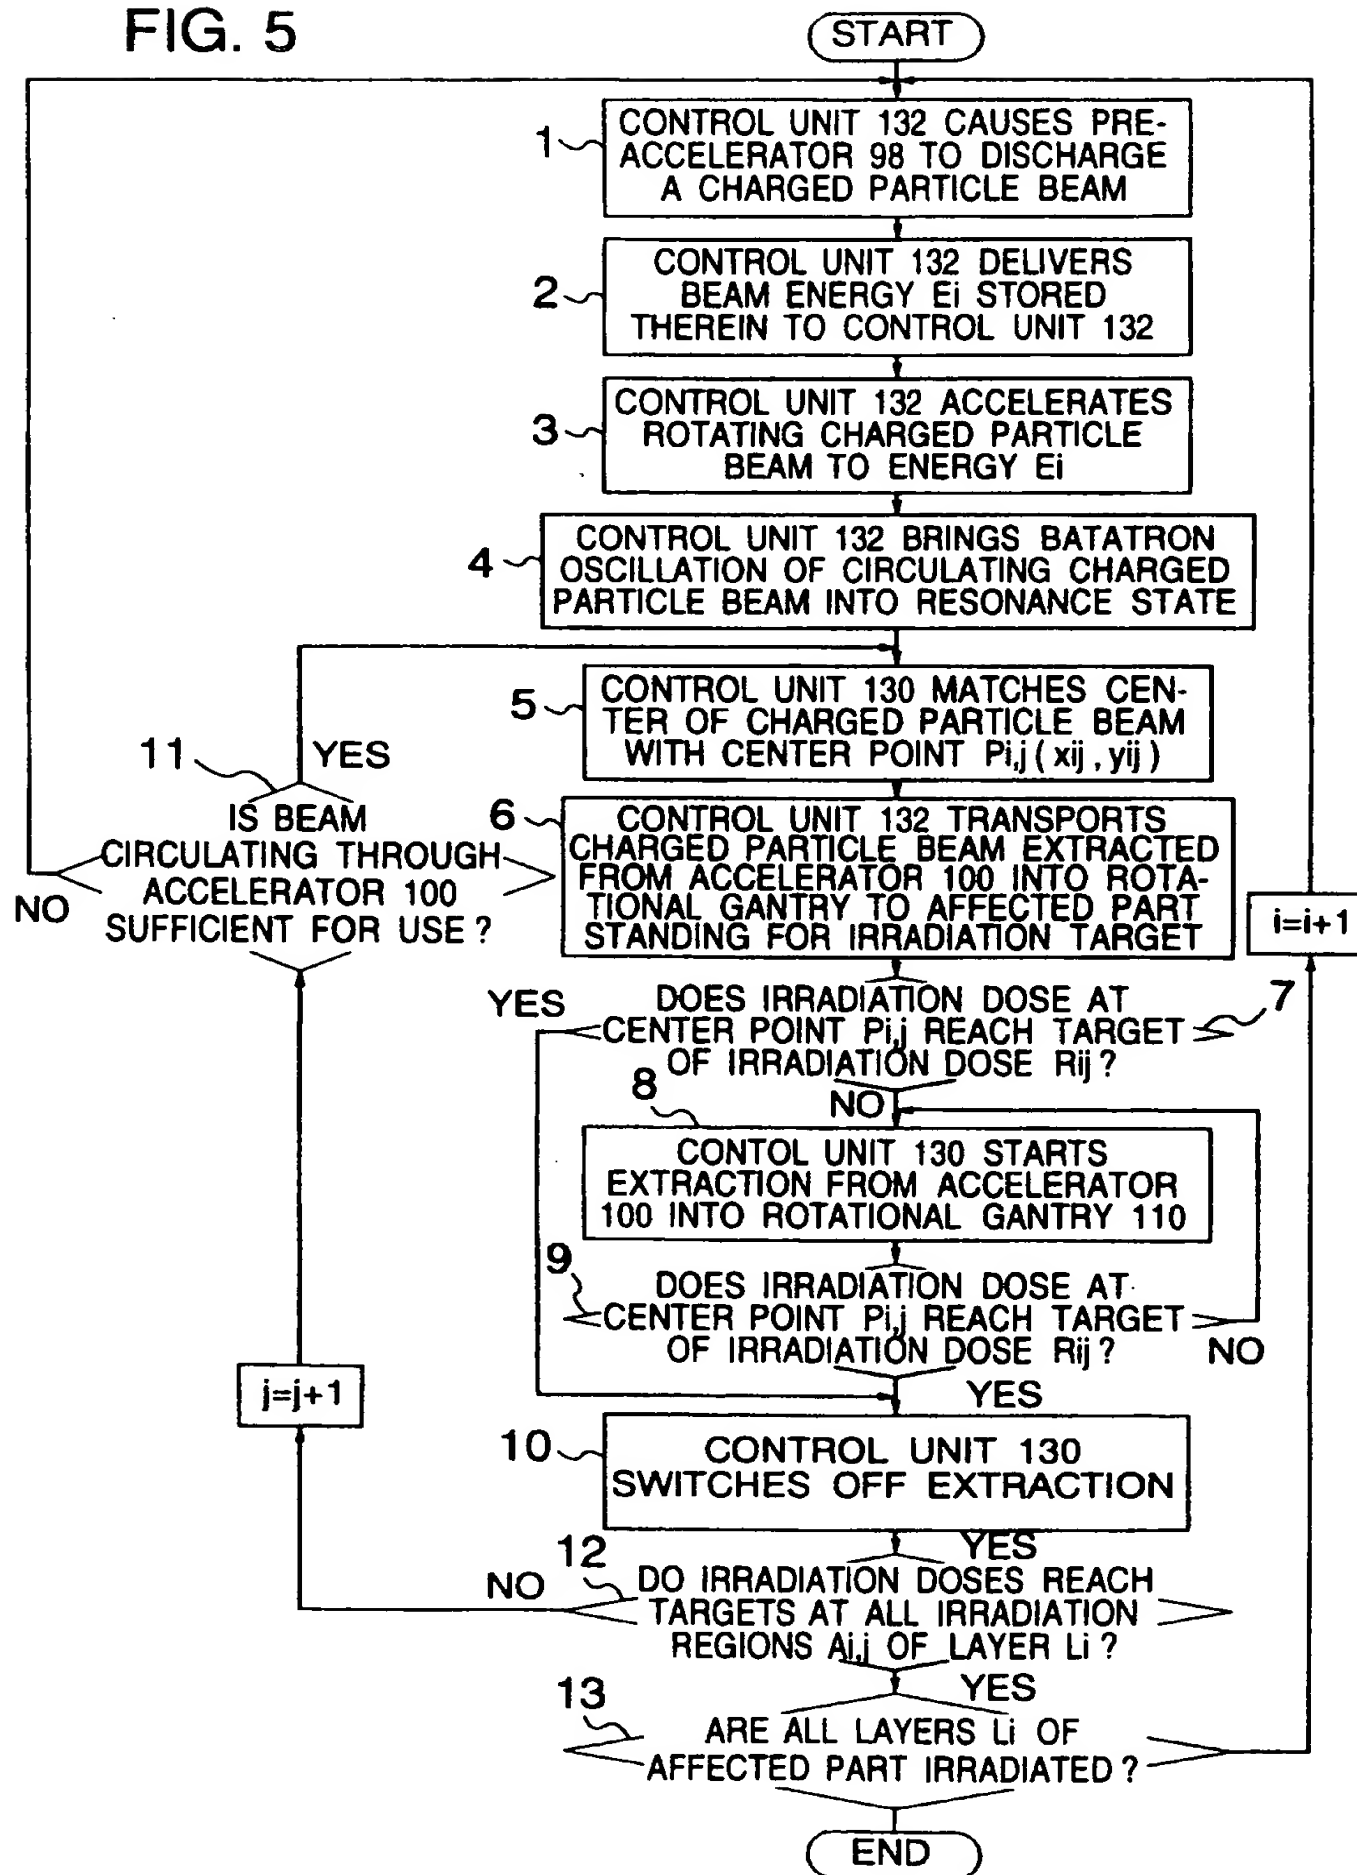 FIG. 5
START
1
CONTROL UNIT 132 CAUSES PRE-
ACCELERATOR 98 TO DISCHARGE
A CHARGED PARTICLE BEAM
2
CONTROL UNIT 132 DELIVERS
BEAM ENERGY Ei STORED
THEREIN TO CONTROL UNIT 132
3
CONTROL UNIT 132 ACCELERATES
ROTATING CHARGED PARTICLE
BEAM TO ENERGY Ei
4
CONTROL UNIT 132 BRINGS BATATRON
OSCILLATION OF CIRCULATING CHARGED
PARTICLE BEAM INTO RESONANCE STATE
5
CONTROL UNIT 130 MATCHES CEN-
TER OF CHARGED PARTICLE BEAM
WITH CENTER POINT Pi,j ( xij , yij )
11
YES
IS BEAM
CIRCULATING THROUGH
ACCELERATOR 100
SUFFICIENT FOR USE ?
NO
6
CONTROL UNIT 132 TRANSPORTS
CHARGED PARTICLE BEAM EXTRACTED
FROM ACCELERATOR 100 INTO ROTA-
TIONAL GANTRY TO AFFECTED PART
STANDING FOR IRRADIATION TARGET
i=i+1
YES
7
DOES IRRADIATION DOSE AT
CENTER POINT Pi,j REACH TARGET
OF IRRADIATION DOSE Rij ?
NO
8
CONTOL UNIT 130 STARTS
EXTRACTION FROM ACCELERATOR
100 INTO ROTATIONAL GANTRY 110
9
DOES IRRADIATION DOSE AT
CENTER POINT Pi,j REACH TARGET
OF IRRADIATION DOSE Rij ?
NO
YES
j=j+1
10
CONTROL UNIT 130
SWITCHES OFF EXTRACTION
YES
12
NO
DO IRRADIATION DOSES REACH
TARGETS AT ALL IRRADIATION
REGIONS Ai,j OF LAYER Li ?
YES
13
ARE ALL LAYERS Li OF
AFFECTED PART IRRADIATED ?
END